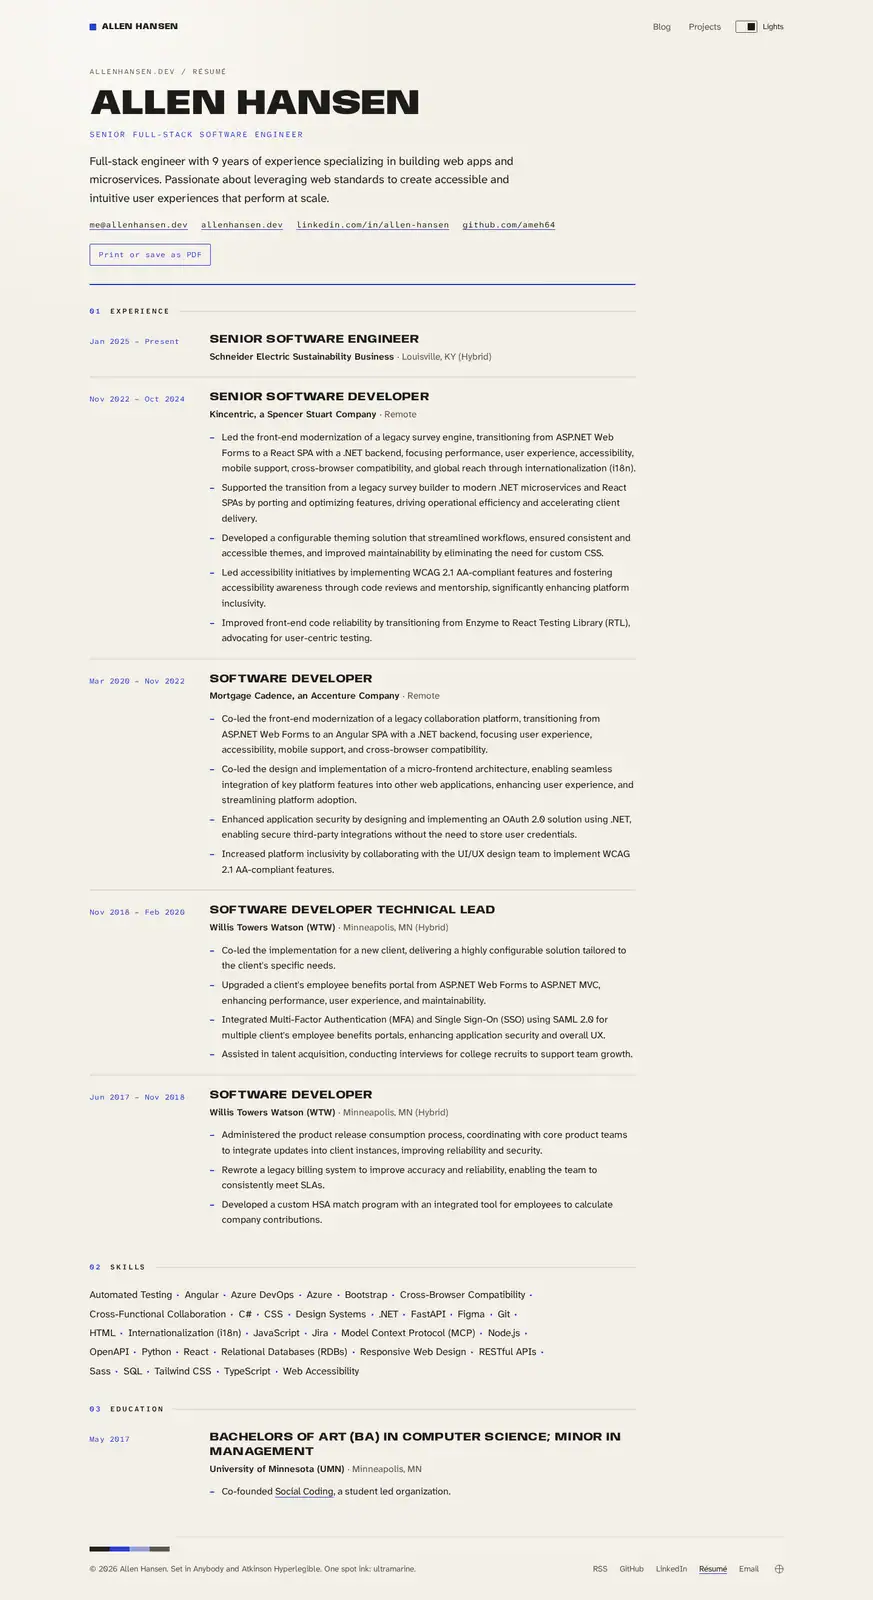 ALLEN HANSEN
Blog Projects Lights
ALLENHANSEN.DEV / RÉSUMÉ
ALLEN HANSEN
SENIOR FULL-STACK SOFTWARE ENGINEER
Full-stack engineer with 9 years of experience specializing in building web apps and
microservices. Passionate about leveraging web standards to create accessible and
intuitive user experiences that perform at scale.
me@allenhansen.dev allenhansen.dev linkedin.com/in/allen-hansen github.com/ameh64
Print or save as PDF
01 EXPERIENCE
Jan 2025 – Present
SENIOR SOFTWARE ENGINEER
Schneider Electric Sustainability Business · Louisville, KY (Hybrid)
Nov 2022 – Oct 2024
SENIOR SOFTWARE DEVELOPER
Kincentric, a Spencer Stuart Company · Remote
– Led the front-end modernization of a legacy survey engine, transitioning from ASP.NET Web
Forms to a React SPA with a .NET backend, focusing performance, user experience, accessibility,
mobile support, cross-browser compatibility, and global reach through internationalization (i18n).
– Supported the transition from a legacy survey builder to modern .NET microservices and React
SPAs by porting and optimizing features, driving operational efficiency and accelerating client
delivery.
– Developed a configurable theming solution that streamlined workflows, ensured consistent and
accessible themes, and improved maintainability by eliminating the need for custom CSS.
– Led accessibility initiatives by implementing WCAG 2.1 AA-compliant features and fostering
accessibility awareness through code reviews and mentorship, significantly enhancing platform
inclusivity.
– Improved front-end code reliability by transitioning from Enzyme to React Testing Library (RTL),
advocating for user-centric testing.
Mar 2020 – Nov 2022
SOFTWARE DEVELOPER
Mortgage Cadence, an Accenture Company · Remote
– Co-led the front-end modernization of a legacy collaboration platform, transitioning from
ASP.NET Web Forms to an Angular SPA with a .NET backend, focusing user experience,
accessibility, mobile support, and cross-browser compatibility.
– Co-led the design and implementation of a micro-frontend architecture, enabling seamless
integration of key platform features into other web applications, enhancing user experience, and
streamlining platform adoption.
– Enhanced application security by designing and implementing an OAuth 2.0 solution using .NET,
enabling secure third-party integrations without the need to store user credentials.
– Increased platform inclusivity by collaborating with the UI/UX design team to implement WCAG
2.1 AA-compliant features.
Nov 2018 – Feb 2020
SOFTWARE DEVELOPER TECHNICAL LEAD
Willis Towers Watson (WTW) · Minneapolis, MN (Hybrid)
– Co-led the implementation for a new client, delivering a highly configurable solution tailored to
the client's specific needs.
– Upgraded a client's employee benefits portal from ASP.NET Web Forms to ASP.NET MVC,
enhancing performance, user experience, and maintainability.
– Integrated Multi-Factor Authentication (MFA) and Single Sign-On (SSO) using SAML 2.0 for
multiple client's employee benefits portals, enhancing application security and overall UX.
– Assisted in talent acquisition, conducting interviews for college recruits to support team growth.
Jun 2017 – Nov 2018
SOFTWARE DEVELOPER
Willis Towers Watson (WTW) · Minneapolis, MN (Hybrid)
– Administered the product release consumption process, coordinating with core product teams
to integrate updates into client instances, improving reliability and security.
– Rewrote a legacy billing system to improve accuracy and reliability, enabling the team to
consistently meet SLAs.
– Developed a custom HSA match program with an integrated tool for employees to calculate
company contributions.
02 SKILLS
Automated Testing · Angular · Azure DevOps · Azure · Bootstrap · Cross-Browser Compatibility ·
Cross-Functional Collaboration · C# · CSS · Design Systems · .NET · FastAPI · Figma · Git ·
HTML · Internationalization (i18n) · JavaScript · Jira · Model Context Protocol (MCP) · Node.js ·
OpenAPI · Python · React · Relational Databases (RDBs) · Responsive Web Design · RESTful APIs ·
Sass · SQL · Tailwind CSS · TypeScript · Web Accessibility
03 EDUCATION
May 2017
BACHELORS OF ART (BA) IN COMPUTER SCIENCE; MINOR IN
MANAGEMENT
University of Minnesota (UMN) · Minneapolis, MN
– Co-founded Social Coding, a student led organization.
© 2026 Allen Hansen. Set in Anybody and Atkinson Hyperlegible. One spot ink: ultramarine.
RSS GitHub LinkedIn Résumé Email